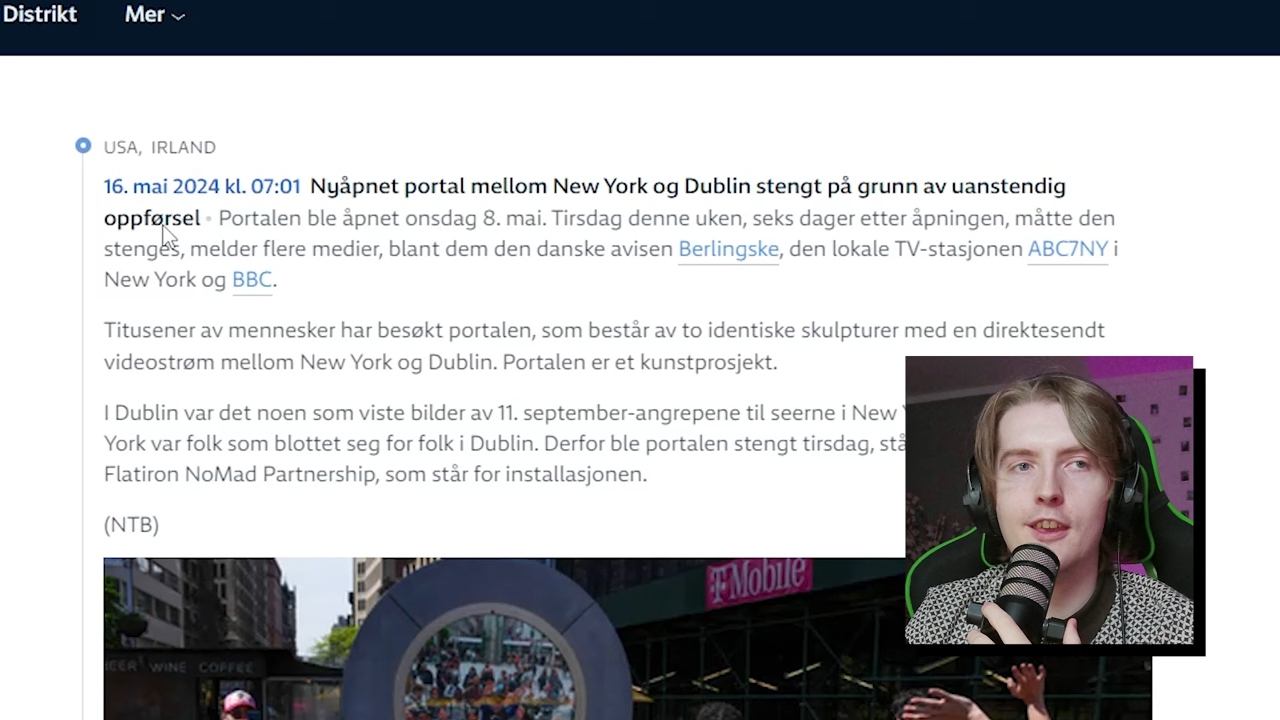 Distrikt Mer
USA, IRLAND
16. mai 2024 kl. 07:01 Nyåpnet portal mellom New York og Dublin stengt på grunn av uanstendig
oppførsel • Portalen ble åpnet onsdag 8. mai. Tirsdag denne uken, seks dager etter åpningen, måtte den
stenges, melder flere medier, blant dem den danske avisen Berlingske, den lokale TV-stasjonen ABC7NY i
New York og BBC.
Titusener av mennesker har besøkt portalen, som består av to identiske skulpturer med en direktesendt
videostrøm mellom New York og Dublin. Portalen er et kunstprosjekt.
I Dublin var det noen som viste bilder av 11. september-angrepene til seerne i New
York var folk som blottet seg for folk i Dublin. Derfor ble portalen stengt tirsdag,
Flatiron NoMad Partnership, som står for installasjonen.
(NTB)
T Mobile
BEER WINE COFFEE